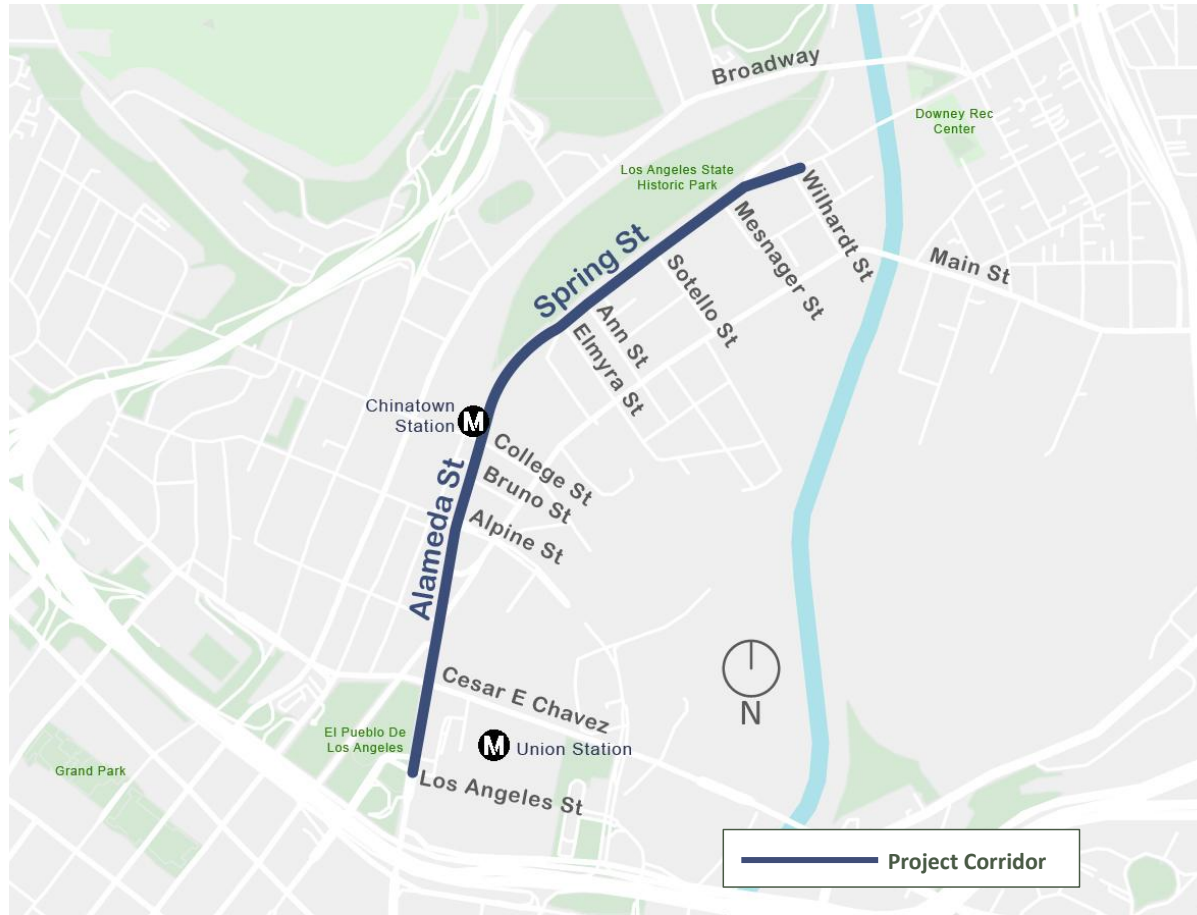 Broadway
Downey Rec
Center
Los Angeles State
Historic Park
Wilhardt St
Mesnager St
Main St
Spring St
Sotello St
Ann St
Elmyra St
Chinatown
Station
M
College St
Bruno St
Alameda St
Alpine St
Cesar E Chavez
N
El Pueblo De
Los Angeles
M
Union Station
Grand Park
Los Angeles St
Project Corridor